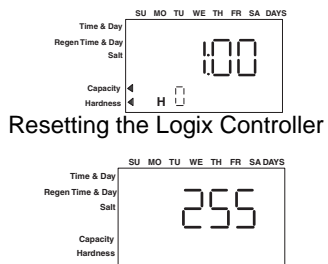 SU MO TU WE TH FR SA DAYS
Time & Day
Regen Time & Day
Salt
1:00
Capacity
Hardness H 0
Resetting the Logix Controller
SU MO TU WE TH FR SA DAYS
Time & Day
Regen Time & Day
Salt
255
Capacity
Hardness